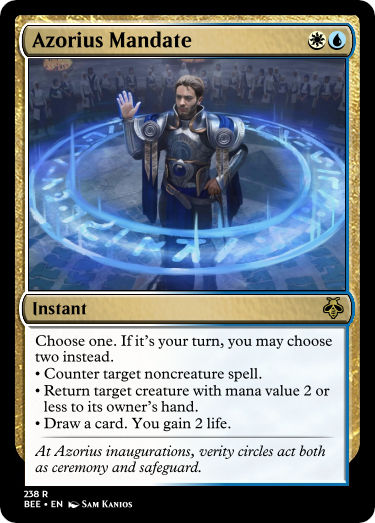 Azorius Mandate
Instant
Choose one. If it's your turn, you may choose
two instead.
• Counter target noncreature spell.
• Return target creature with mana value 2 or
less to its owner's hand.
• Draw a card. You gain 2 life.
At Azorius inaugurations, verity circles act both
as ceremony and safeguard.
238 R
BEE • EN Sam Kanios